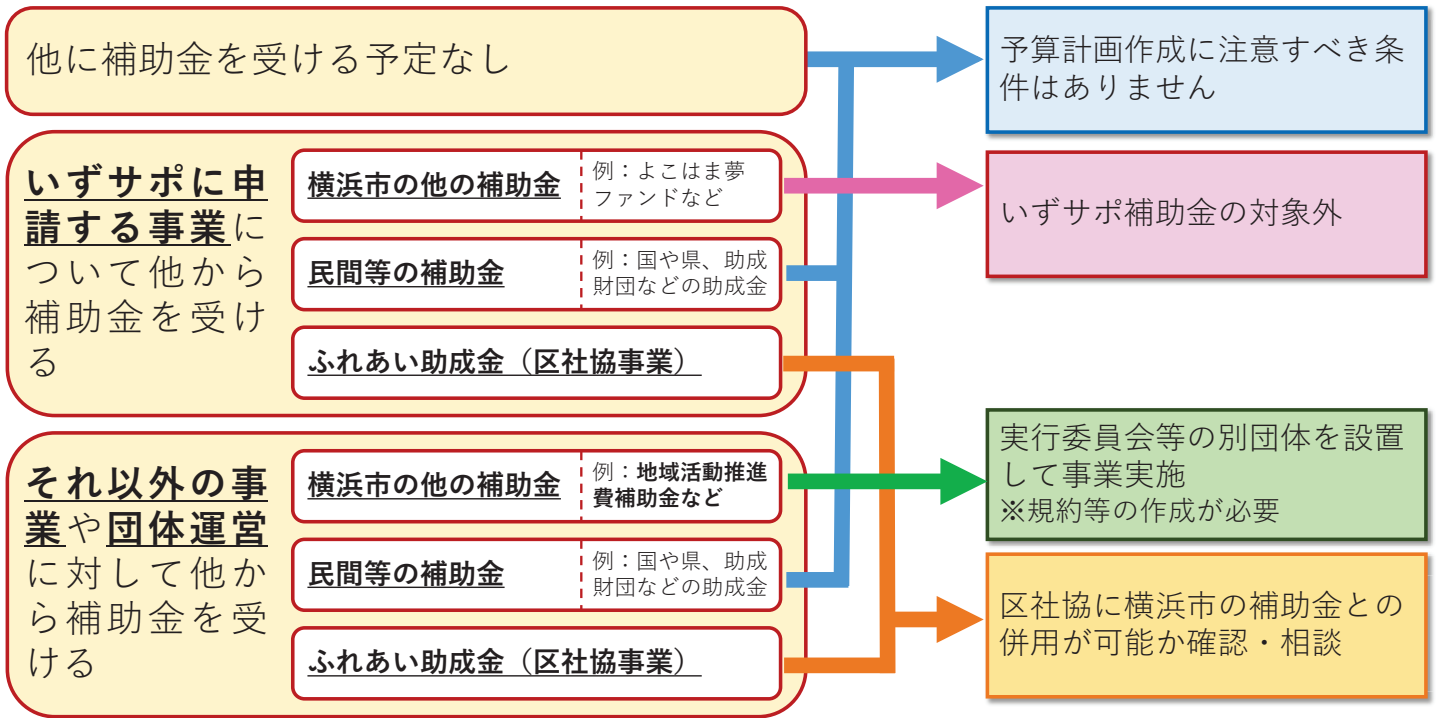 他に補助金を受ける予定なし
予算計画作成に注意すべき条
件はありません
いずサポに申
請する事業に
ついて他から
補助金を受け
る
横浜市の他の補助金
例：よこはま夢
ファンドなど
民間等の補助金
例：国や県、助成
財団などの助成金
ふれあい助成金（区社協事業）
いずサポ補助金の対象外
それ以外の事
業や団体運営
に対して他か
ら補助金を受
ける
横浜市の他の補助金
例：地域活動推進
費補助金など
民間等の補助金
例：国や県、助成
財団などの助成金
ふれあい助成金（区社協事業）
実行委員会等の別団体を設置
して事業実施
※規約等の作成が必要
区社協に横浜市の補助金との
併用が可能か確認・相談